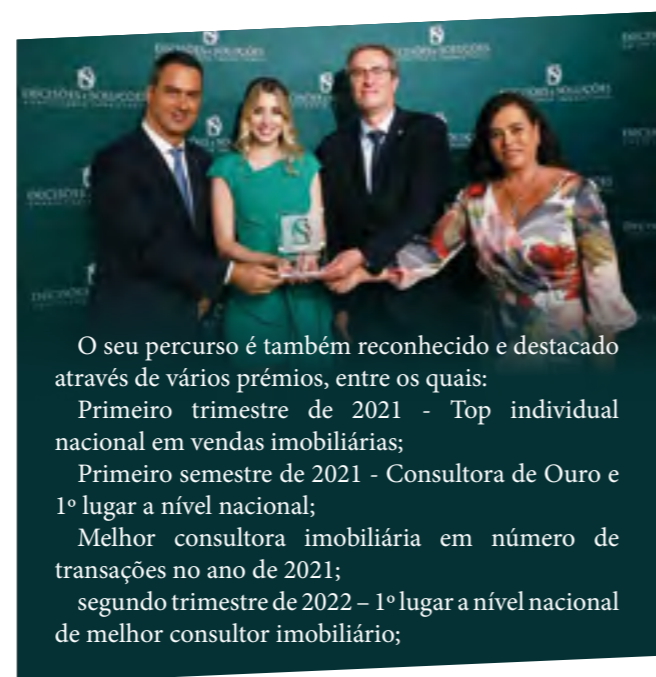 DECISÕES e SOLUÇÕES
O seu percurso é também reconhecido e destacado
através de vários prémios, entre os quais:
Primeiro trimestre de 2021 - Top individual
nacional em vendas imobiliárias;
Primeiro semestre de 2021 - Consultora de Ouro e
1º lugar a nível nacional;
Melhor consultora imobiliária em número de
transações no ano de 2021;
segundo trimestre de 2022 – 1º lugar a nível nacional
de melhor consultor imobiliário;